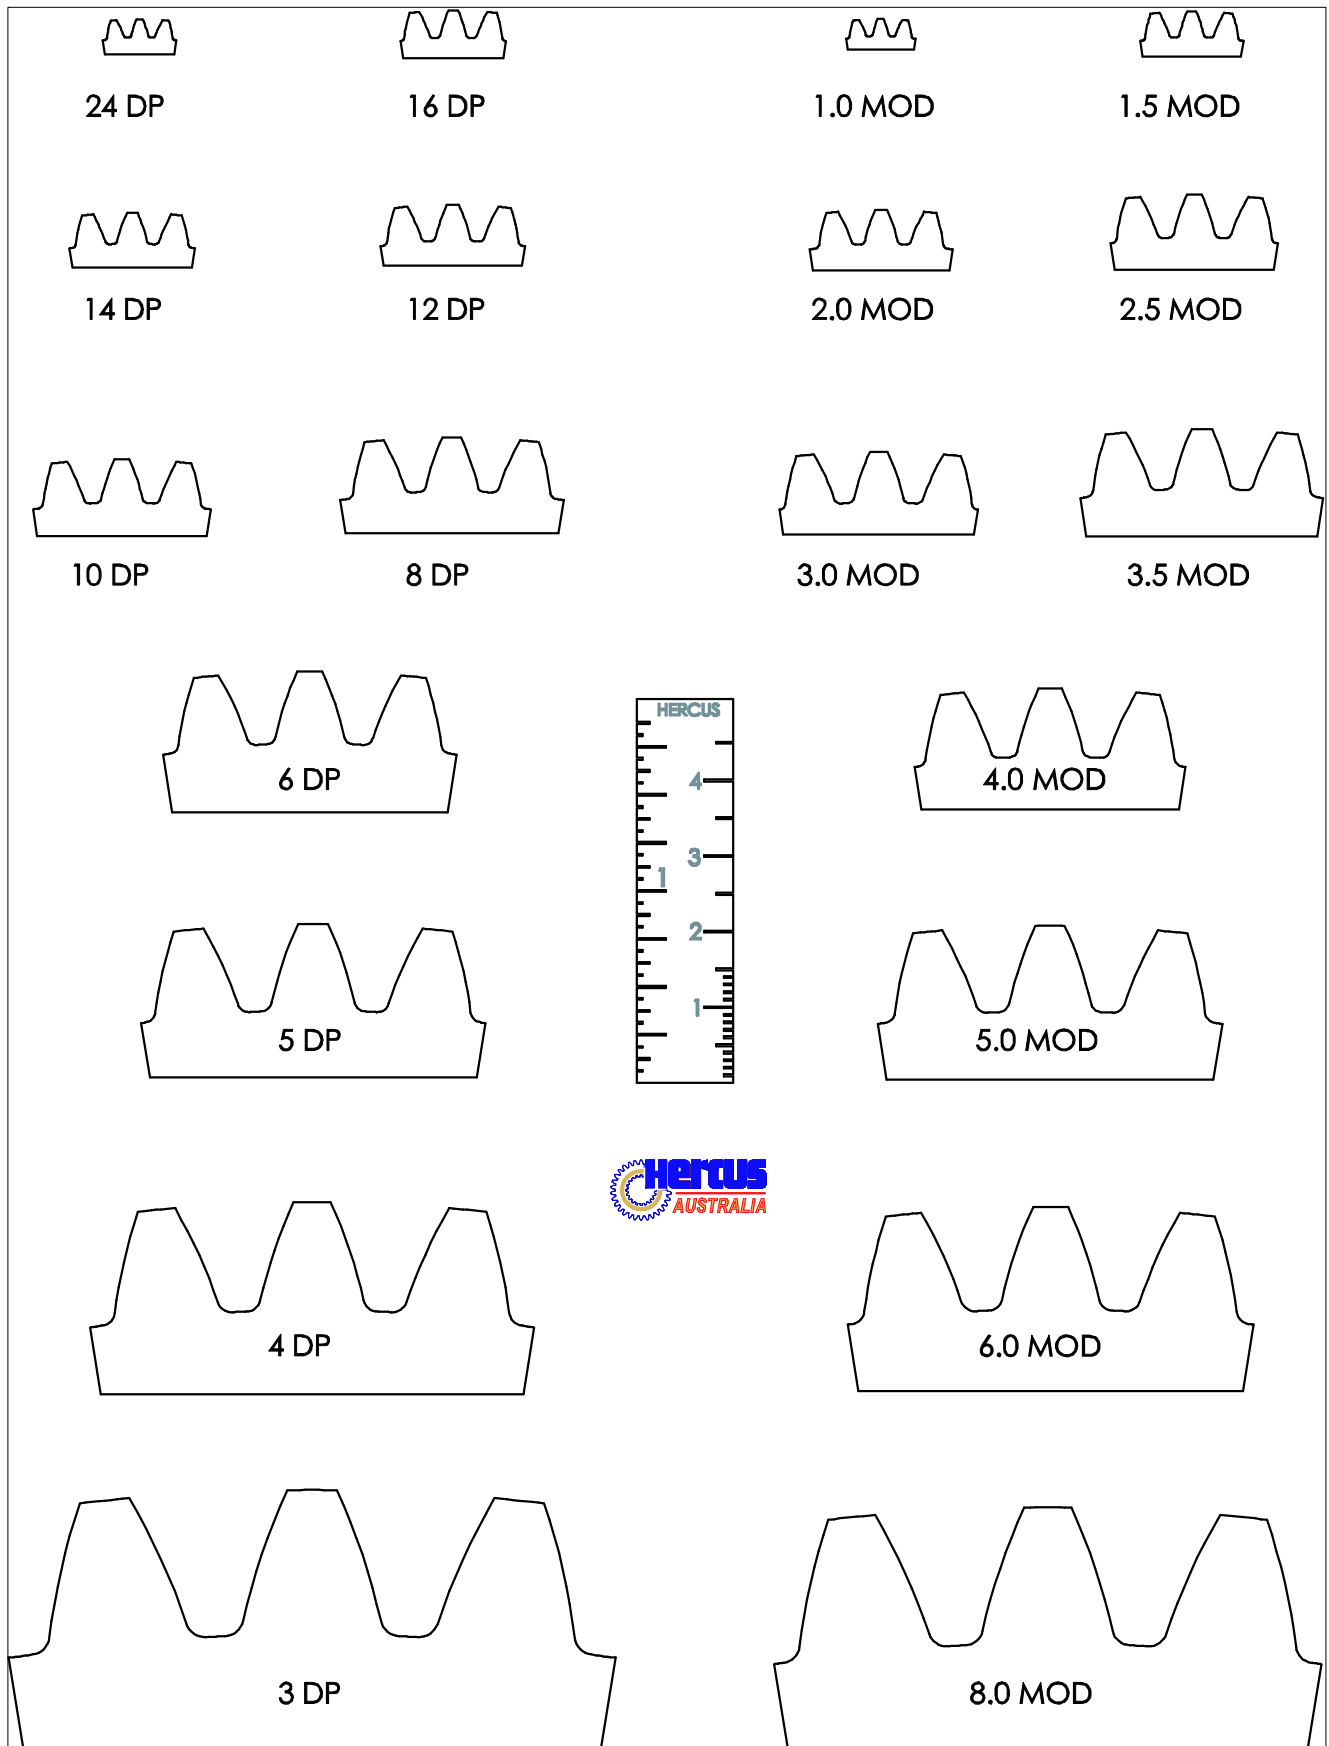 24 DP 16 DP 1.0 MOD 1.5 MOD
14 DP 12 DP 2.0 MOD 2.5 MOD
10 DP 8 DP 3.0 MOD 3.5 MOD
HERCUS
6 DP 4 4.0 MOD
3
1
2
1
5 DP 5.0 MOD
Hercus
AUSTRALIA
4 DP 6.0 MOD
3 DP 8.0 MOD